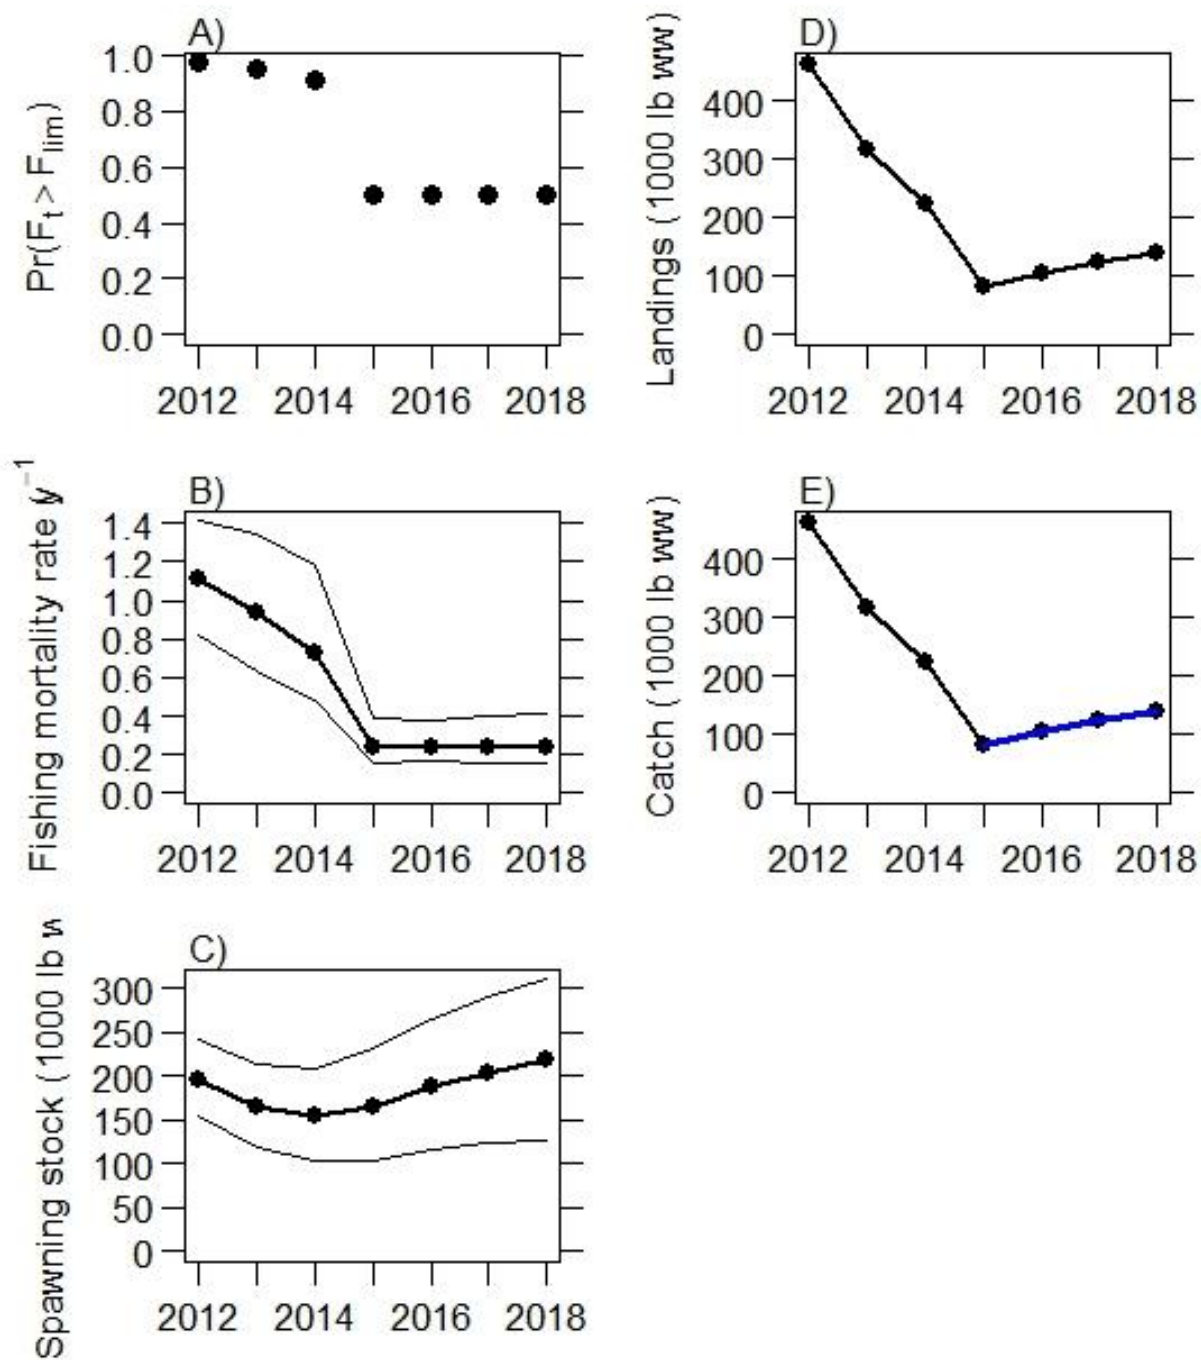 A)
Pr(Ft > Flim)
1.0
0.8
0.6
0.4
0.2
0.0
2012 2014 2016 2018
D)
Landings (1000 lb ww)
400
300
200
100
0
2012 2014 2016 2018
B)
Fishing mortality rate y−1
1.4
1.2
1.0
0.8
0.6
0.4
0.2
0.0
2012 2014 2016 2018
E)
Catch (1000 lb ww)
400
300
200
100
0
2012 2014 2016 2018
C)
Spawning stock (1000 lb
300
250
200
150
100
50
0
2012 2014 2016 2018